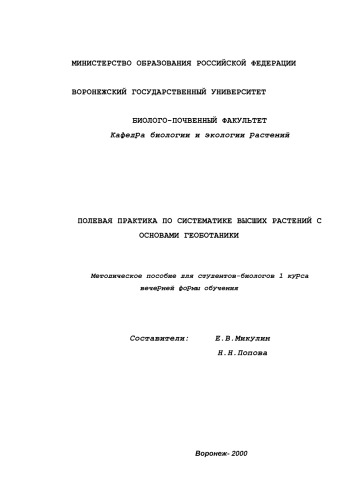 МИНИСТЕРСТВО ОБРАЗОВАНИЯ РОССИЙСКОЙ ФЕДЕРАЦИИ
ВОРОНЕЖСКИЙ ГОСУДАРСТВЕННЫЙ УНИВЕРСИТЕТ
БИОЛОГО-ПОЧВЕННЫЙ ФАКУЛЬТЕТ
Кафедра биологии и экологии растений
ПОЛЕВАЯ ПРАКТИКА ПО СИСТЕМАТИКЕ ВЫСШИХ РАСТЕНИЙ С
ОСНОВАМИ ГЕОБОТАНИКИ
Методическое пособие для студентов-биологов 1 курса
вечерней формы обучения
Составители: Е.В.Микулин
Н.Н.Попова
Воронеж- 2000